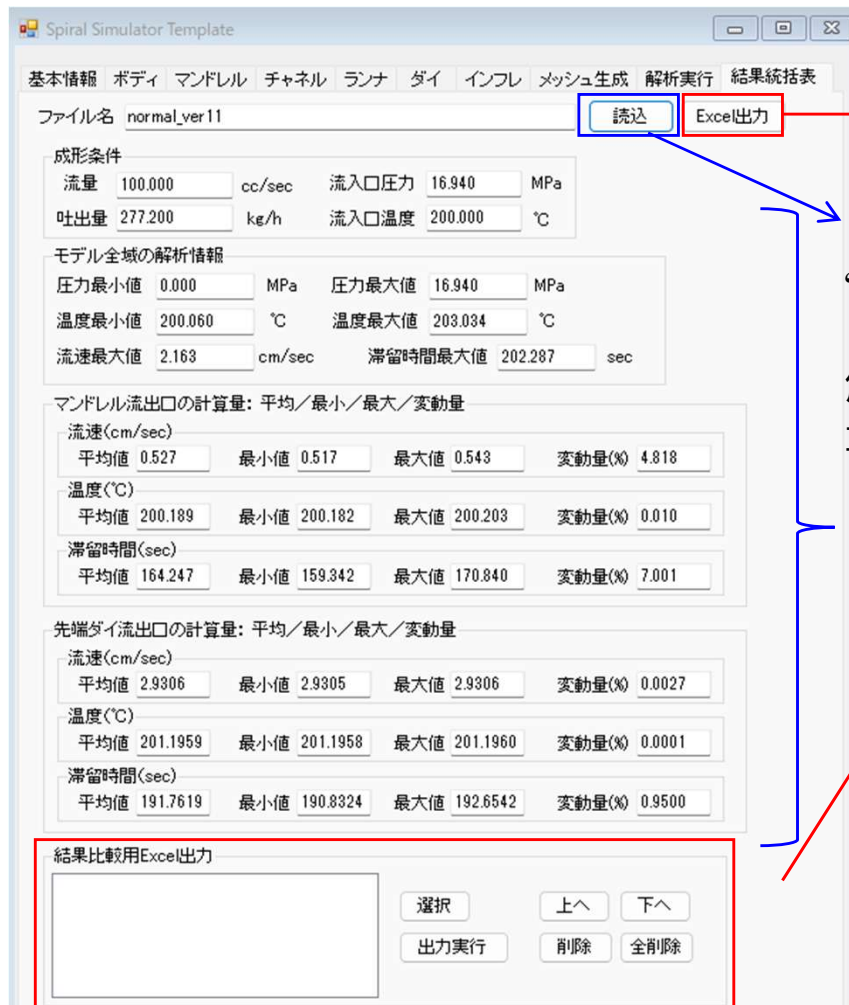 Spiral Simulator Template
基本情報 ボディ マンドレル チャネル ランナ ダイ インフレ メッシュ生成 解析実行 結果統括表
ファイル名 normal_ver11 読込 Excel出力
成形条件
流量 100.000 cc/sec 流入口圧力 16.940 MPa
吐出量 277.200 kg/h 流入口温度 200.000 ℃
モデル全域の解析情報
圧力最小値 0.000 MPa 圧力最大値 16.940 MPa
温度最小値 200.060 ℃ 温度最大値 203.034 ℃
流速最大値 2.163 cm/sec 滞留時間最大値 202.287 sec
マンドレル流出口の計算量: 平均/最小/最大/変動量
流速(cm/sec)
平均値 0.527 最小値 0.517 最大値 0.543 変動量(%) 4.818
温度(℃)
平均値 200.189 最小値 200.182 最大値 200.203 変動量(%) 0.010
滞留時間(sec)
平均値 164.247 最小値 159.342 最大値 170.840 変動量(%) 7.001
先端ダイ流出口の計算量: 平均/最小/最大/変動量
流速(cm/sec)
平均値 2.9306 最小値 2.9305 最大値 2.9306 変動量(%) 0.0027
温度(℃)
平均値 201.1959 最小値 201.1958 最大値 201.1960 変動量(%) 0.0001
滞留時間(sec)
平均値 191.7619 最小値 190.8324 最大値 192.6542 変動量(%) 0.9500
結果比較用Excel出力
選択 上へ 下へ
出力実行 削除 全削除